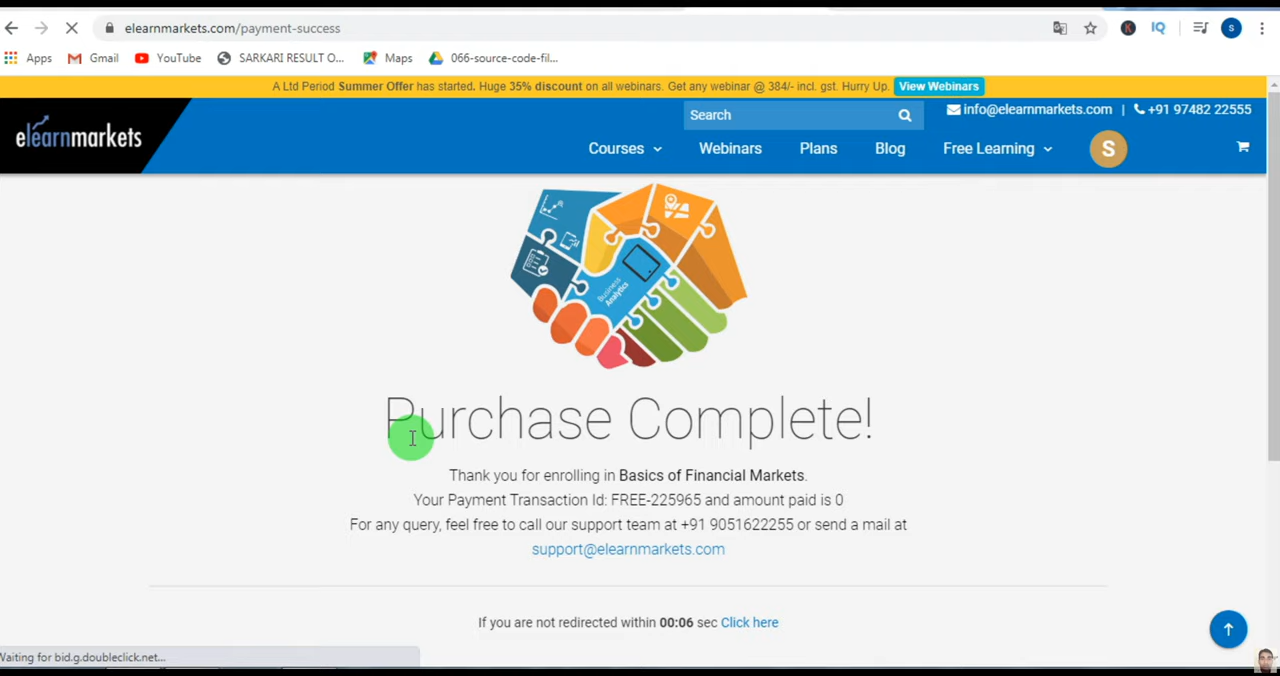 elearnmarkets.com/payment-success
IQ
S
Apps
Gmail
YouTube
SARKARI RESULT O...
Maps
066-source-code-fil...
A Ltd Period Summer Offer has started. Huge 35% discount on all webinars. Get any webinar @ 384/- incl. gst. Hurry Up. View Webinars
elearnmarkets
Search
info@elearnmarkets.com | +91 97482 22555
Courses
Webinars
Plans
Blog
Free Learning
S
Business Analytics
Purchase Complete!
Thank you for enrolling in Basics of Financial Markets.
Your Payment Transaction Id: FREE-225965 and amount paid is 0
For any query, feel free to call our support team at +91 9051622255 or send a mail at
support@elearnmarkets.com
If you are not redirected within 00:06 sec Click here
Waiting for bid.g.doubleclick.net...